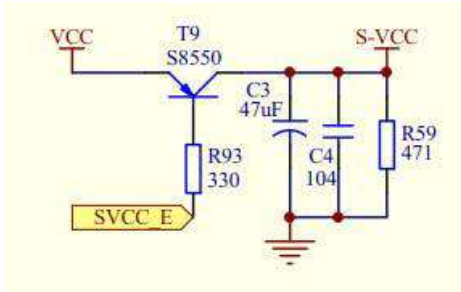 VCC
T9
S8550
S-VCC
C3
47uF
C4
104
R59
471
R93
330
SVCC_E